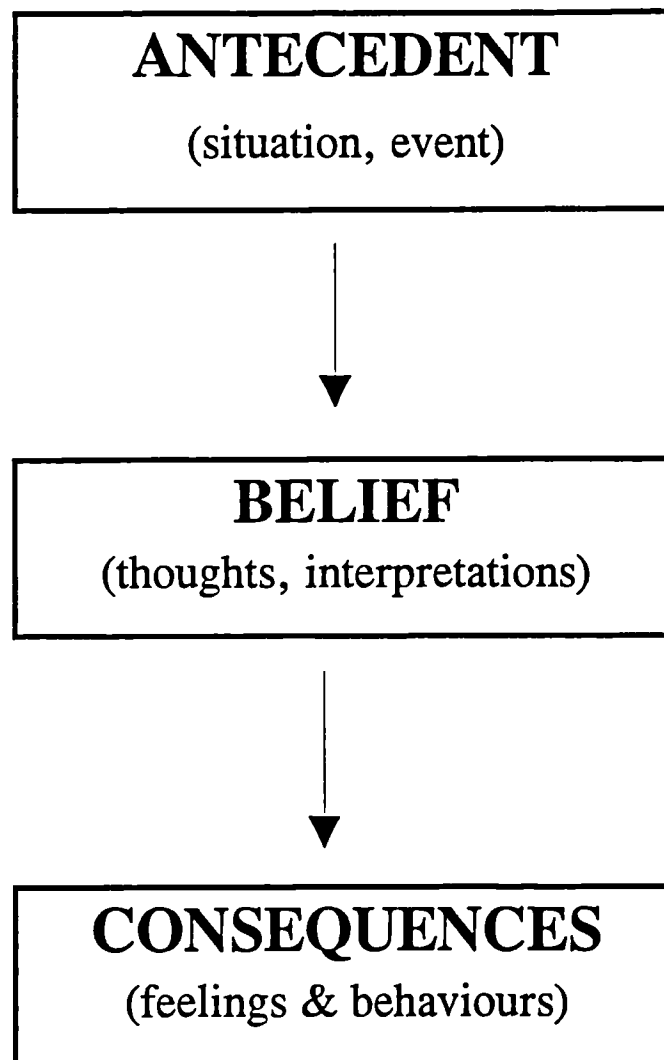 ANTECEDENT
(situation, event)
BELIEF
(thoughts, interpretations)
CONSEQUENCES
(feelings & behaviours)